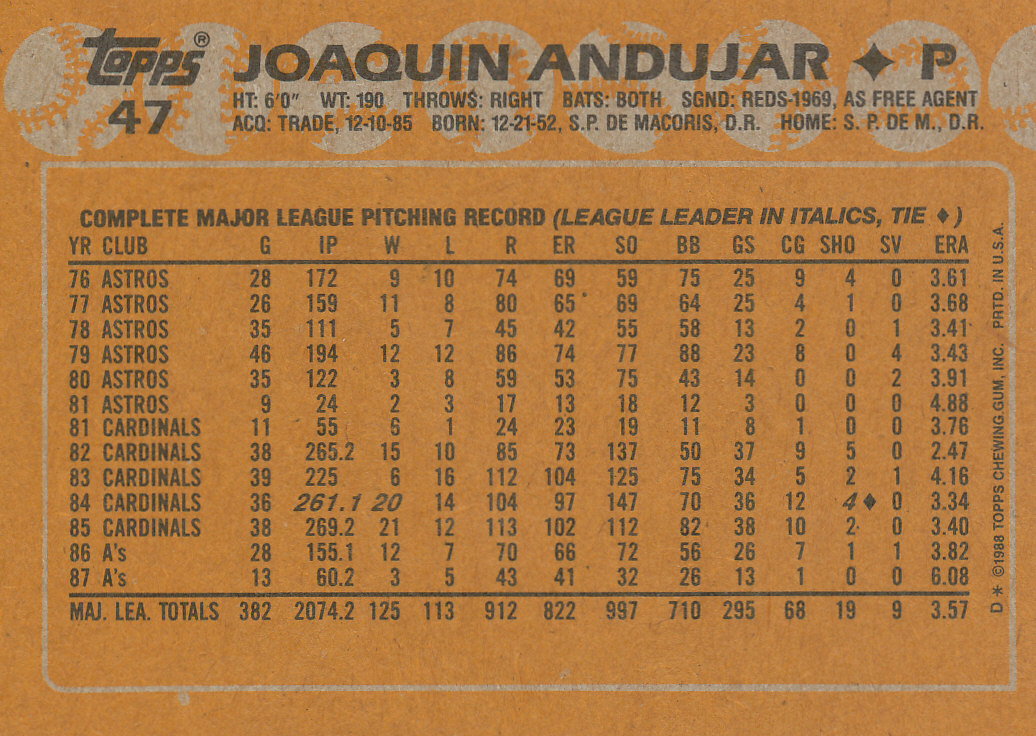 topps® JOAQUIN ANDUJAR ✦ P
47
HT: 6'0" WT: 190 THROWS: RIGHT BATS: BOTH SGND: REDS-1969, AS FREE AGENT
ACQ: TRADE, 12-10-85 BORN: 12-21-52, S.P. DE MACORIS, D.R. HOME: S. P. DE M., D.R.
COMPLETE MAJOR LEAGUE PITCHING RECORD (LEAGUE LEADER IN ITALICS, TIE ♦)
YR CLUB G IP W L R ER SO BB GS CG SHO SV ERA
76 ASTROS 28 172 9 10 74 69 59 75 25 9 4 0 3.61
77 ASTROS 26 159 11 8 80 65 69 64 25 4 1 0 3.68
78 ASTROS 35 111 5 7 45 42 55 58 13 2 0 1 3.41
79 ASTROS 46 194 12 12 86 74 77 88 23 8 0 4 3.43
80 ASTROS 35 122 3 8 59 53 75 43 14 0 0 2 3.91
81 ASTROS 9 24 2 3 17 13 18 12 3 0 0 0 4.88
81 CARDINALS 11 55 6 1 24 23 19 11 8 1 0 0 3.76
82 CARDINALS 38 265.2 15 10 85 73 137 50 37 9 5 0 2.47
83 CARDINALS 39 225 6 16 112 104 125 75 34 5 2 1 4.16
84 CARDINALS 36 261.1 20 14 104 97 147 70 36 12 4♦ 0 3.34
85 CARDINALS 38 269.2 21 12 113 102 112 82 38 10 2 0 3.40
86 A's 28 155.1 12 7 70 66 72 56 26 7 1 1 3.82
87 A's 13 60.2 3 5 43 41 32 26 13 1 0 0 6.08
MAJ. LEA. TOTALS 382 2074.2 125 113 912 822 997 710 295 68 19 9 3.57
D * ©1988 TOPPS CHEWING GUM, INC. PRTD. IN U.S.A.